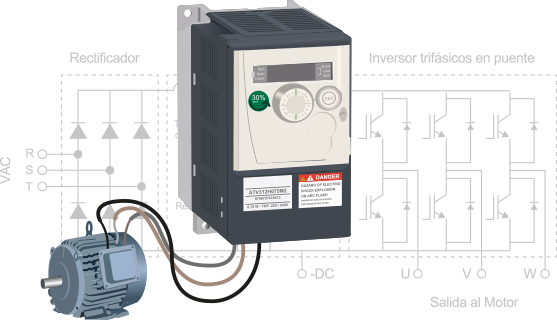 Rectificador
Inversor trifásicos en puente
30%
ESC
VAC
R
S
T
Re
ATV312H075M2
DANGER
HAZARD OF ELECTRIC
SHOCK EXPLOSION
OR ARC FLASH
-DC
U
V
W
Salida al Motor